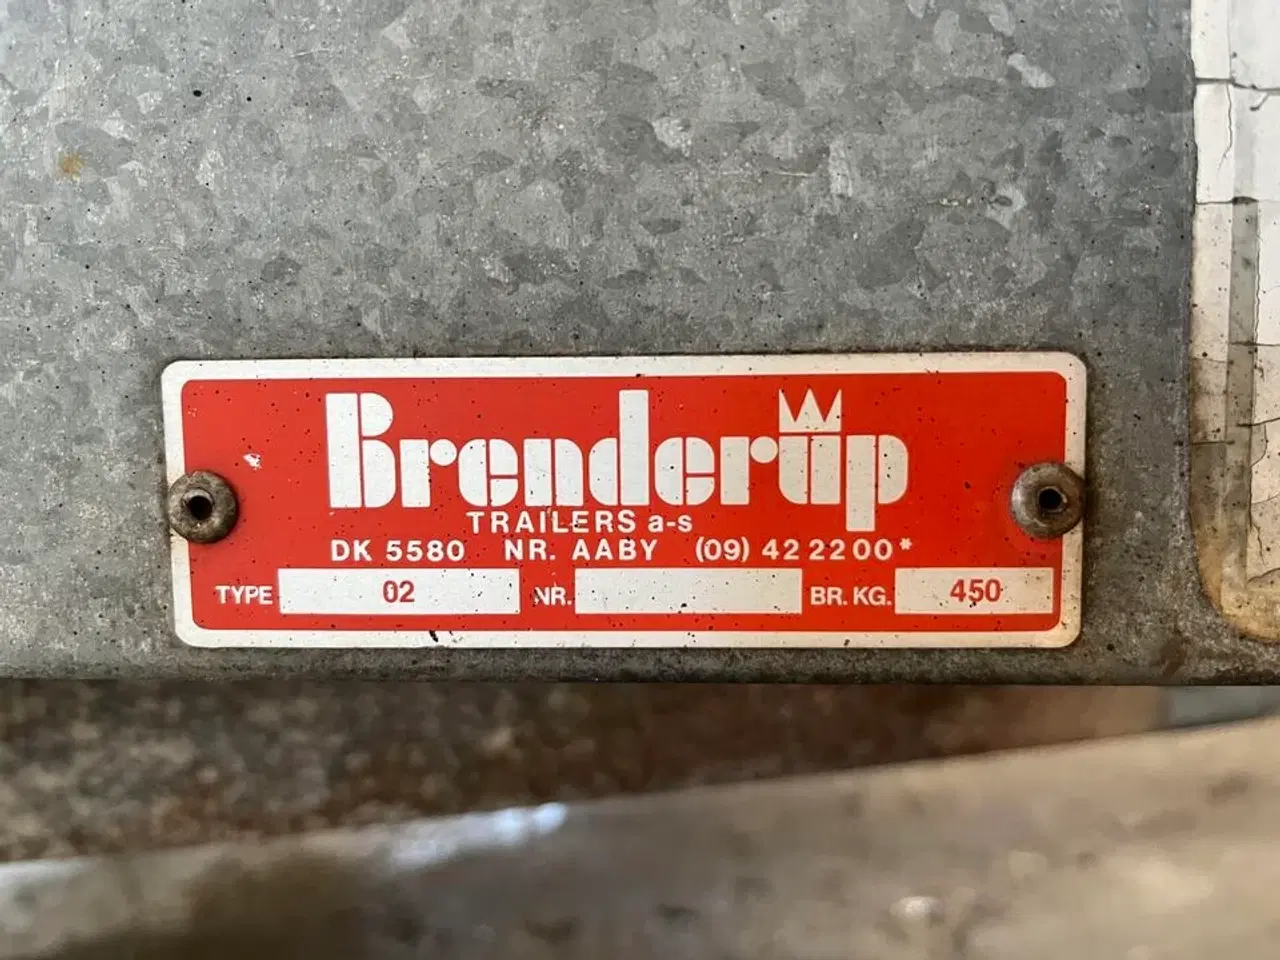 Brenderup
TRAILERS a-s
DK 5580 NR. AABY (09) 42 22 00*
TYPE 02 NR. BR. KG. 450